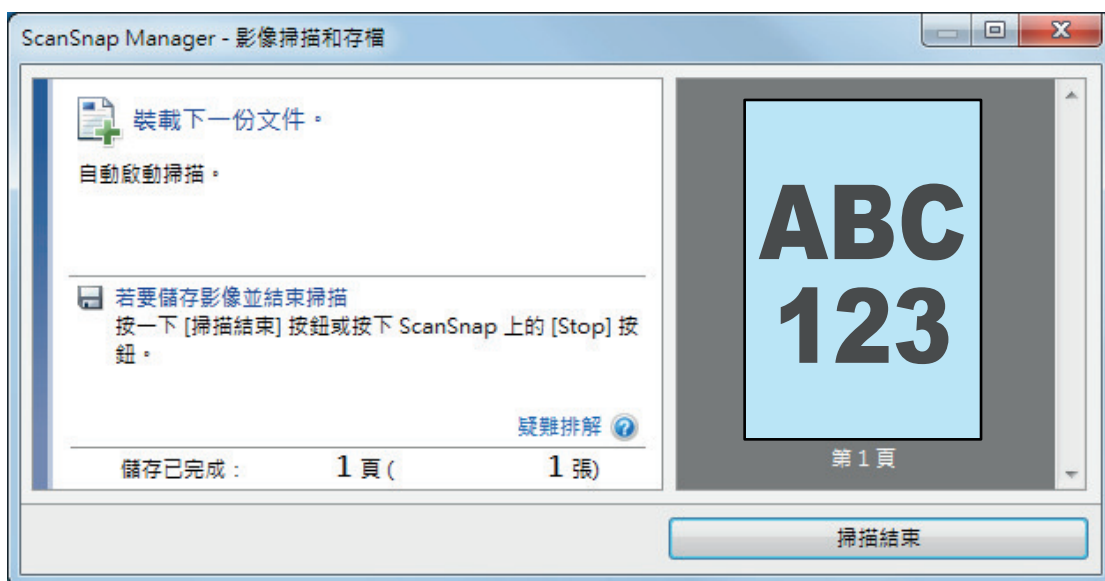 ScanSnap Manager - 影像掃描和存檔
裝載下一份文件。
自動啟動掃描。
若要儲存影像並結束掃描
按一下 [掃描結束] 按鈕或按下 ScanSnap 上的 [Stop] 按
鈕。
疑難排解
儲存已完成： 1 頁 ( 1 張)
ABC
123
第 1 頁
掃描結束